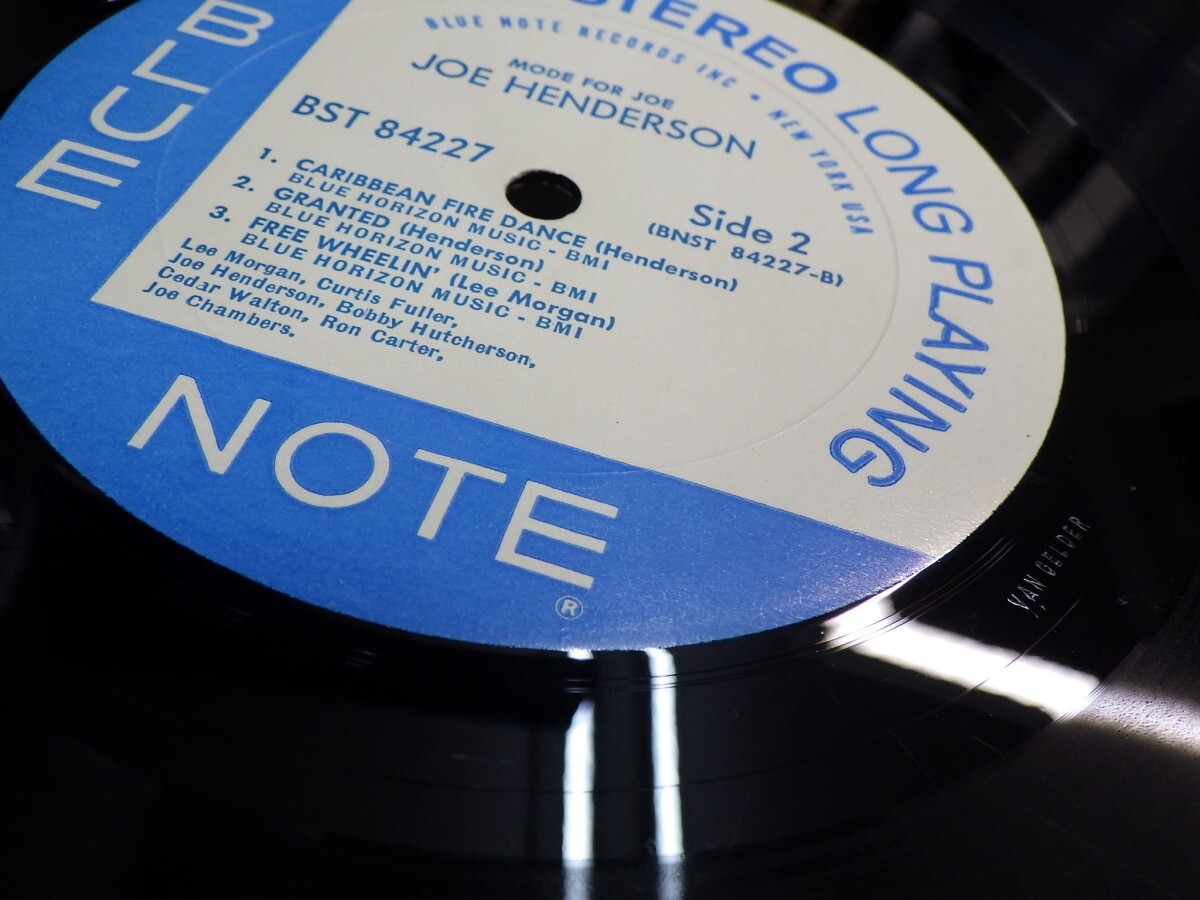 STEREO LONG PLAYING
BLUE NOTE RECORDS INC • NEW YORK USA
MODE FOR JOE
JOE HENDERSON
BST 84227
Side 2
(BNST 84227-B)
1. CARIBBEAN FIRE DANCE (Henderson)
BLUE HORIZON MUSIC - BMI
2. GRANTED (Henderson)
BLUE HORIZON MUSIC - BMI
3. FREE WHEELIN' (Lee Morgan)
BLUE HORIZON MUSIC - BMI
Lee Morgan, Curtis Fuller,
Joe Henderson, Bobby Hutcherson,
Cedar Walton, Ron Carter,
Joe Chambers.
BLUE
NOTE
®
VAN GELDER